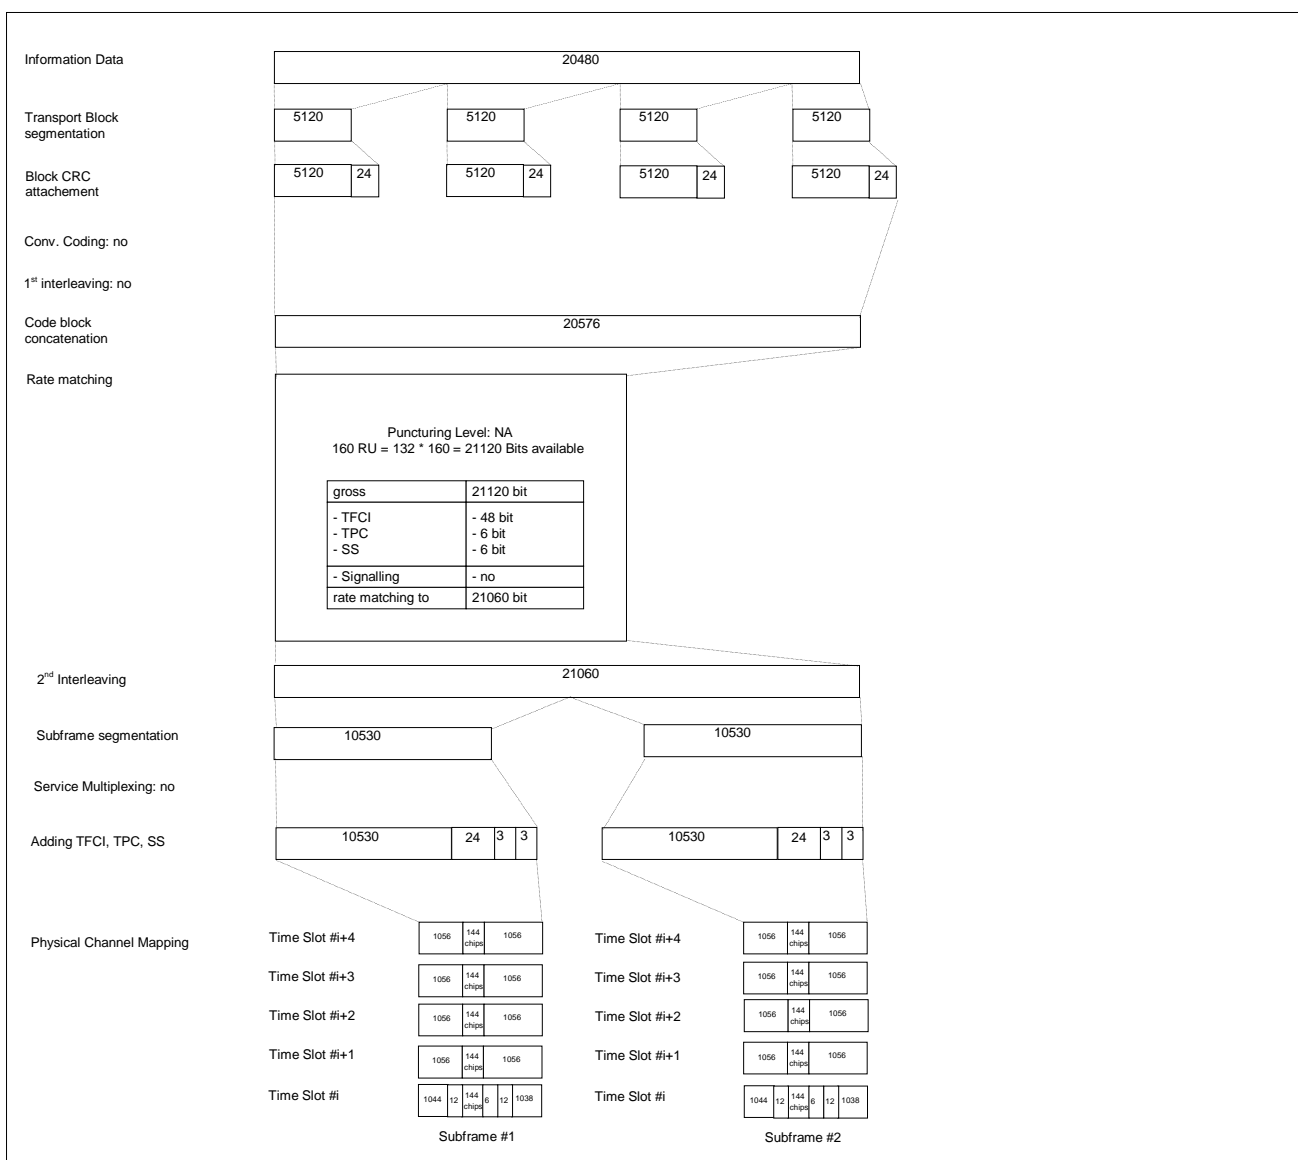 Information Data
20480
Transport Block
segmentation
5120 5120 5120 5120
Block CRC
attachement
5120 24 5120 24 5120 24 5120 24
Conv. Coding: no
1st interleaving: no
Code block
concatenation
20576
Rate matching
Puncturing Level: NA
160 RU = 132 * 160 = 21120 Bits available
gross 21120 bit
- TFCI - 48 bit
- TPC - 6 bit
- SS - 6 bit
- Signalling - no
rate matching to 21060 bit
2nd Interleaving
21060
Subframe segmentation
10530 10530
Service Multiplexing: no
Adding TFCI, TPC, SS
10530 24 3 3 10530 24 3 3
Physical Channel Mapping
Time Slot #i+4 1056 144 chips 1056 Time Slot #i+4 1056 144 chips 1056
Time Slot #i+3 1056 144 chips 1056 Time Slot #i+3 1056 144 chips 1056
Time Slot #i+2 1056 144 chips 1056 Time Slot #i+2 1056 144 chips 1056
Time Slot #i+1 1056 144 chips 1056 Time Slot #i+1 1056 144 chips 1056
Time Slot #i 1044 12 144 chips 6 12 1038 Time Slot #i 1044 12 144 chips 6 12 1038
Subframe #1 Subframe #2